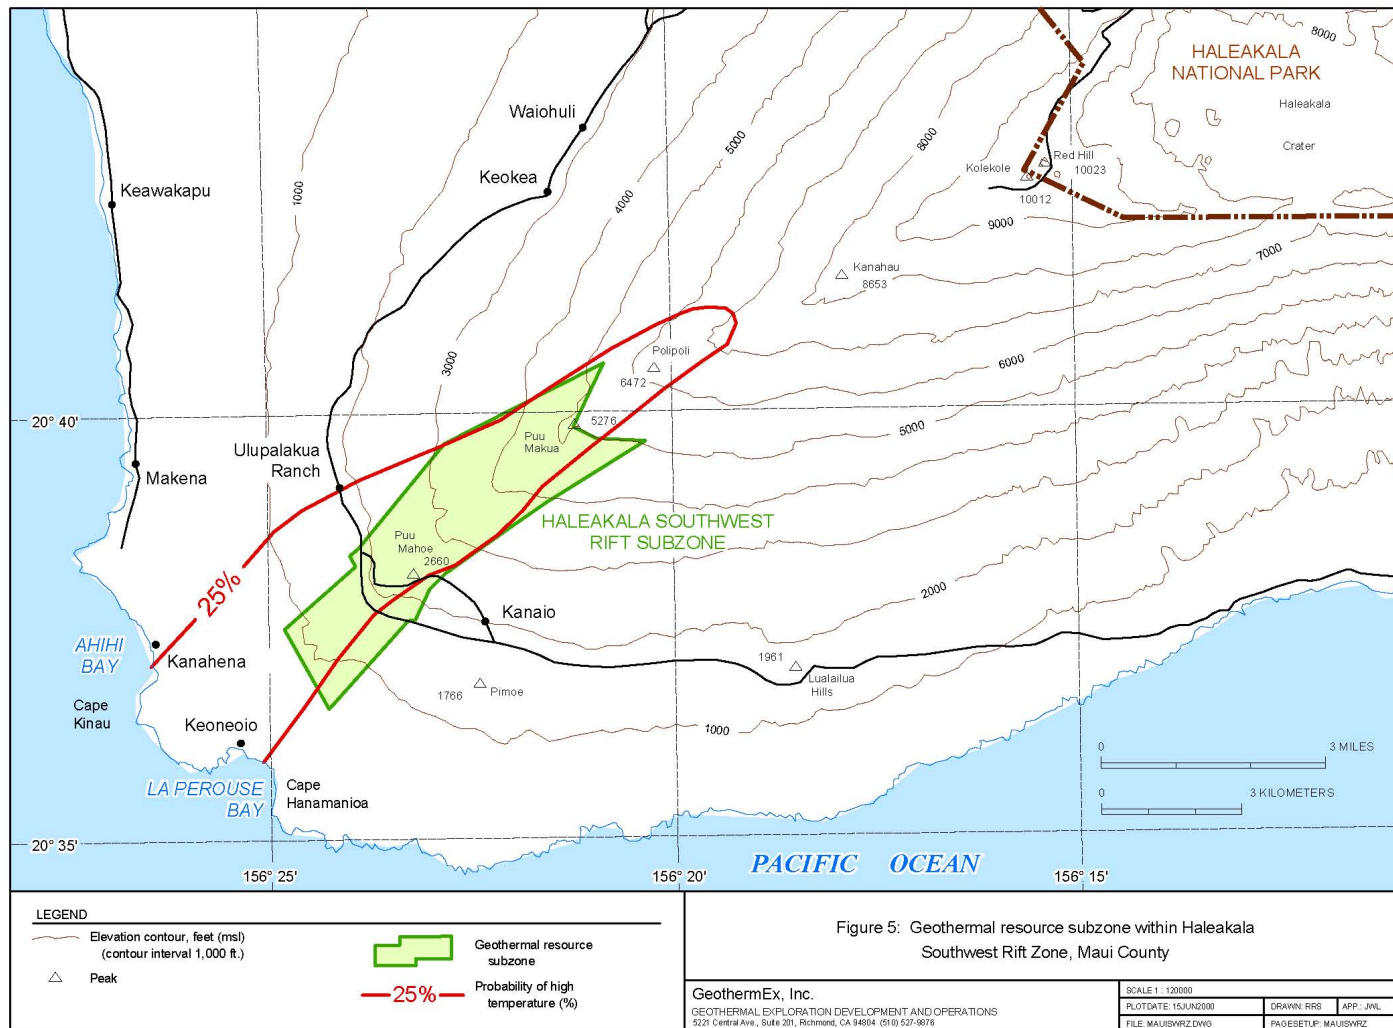 8000
HALEAKALA
NATIONAL PARK
Haleakala
Crater
Waiohuli
5000
8000
Red Hill
10023
Kolekole
10012
Keokea
1000
4000
Keawakapu
9000
7000
Kanahau
8653
3000
Polipoli
6472
6000
20° 40'
5276
5000
Puu
Makua
Ulupalakua
Ranch
Makena
HALEAKALA SOUTHWEST
RIFT SUBZONE
Puu
Mahoe
2660
25%
2000
Kanaio
AHIHI
BAY
Kanahena
1961
Lualailua
Hills
1766
Pimoe
Cape
Kinau
Keoneoio
1000
0
3 MILES
LA PEROUSE
BAY
Cape
Hanamanioa
0
3 KILOMETERS
20° 35'
PACIFIC OCEAN
156° 25'
156° 20'
156° 15'
LEGEND
Elevation contour, feet (msl)
(contour interval 1,000 ft.)
Peak
Geothermal resource
subzone
25%
Probability of high
temperature (%)
Figure 5: Geothermal resource subzone within Haleakala
Southwest Rift Zone, Maui County
GeothermEx, Inc.
GEOTHERMAL EXPLORATION DEVELOPMENT AND OPERATIONS
5221 Central Ave., Suite 201, Richmond, CA 94804 (510) 527-9876
SCALE 1 : 120000
PLOTDATE: 15JUN2000
DRAWN: RRS
APP.: JWL
FILE: MAUISWRZ.DWG
PAGESETUP: MAUISWRZ